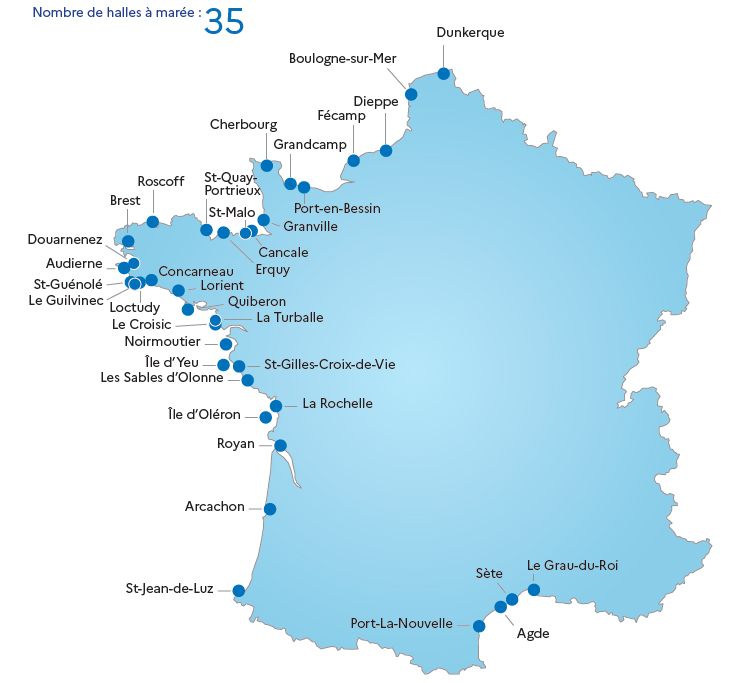 Nombre de halles à marée : 35
Dunkerque
Boulogne-sur-Mer
Dieppe
Fécamp
Cherbourg
Grandcamp
Port-en-Bessin
St-Quay-
Portrieux
Roscoff
Brest
St-Malo
Granville
Douarnenez
Cancale
Audierne
Erquy
Concarneau
St-Guénolé
Lorient
Le Guilvinec
Quiberon
Loctudy
La Turballe
Le Croisic
Noirmoutier
Île d'Yeu
St-Gilles-Croix-de-Vie
Les Sables d'Olonne
La Rochelle
Île d'Oléron
Royan
Arcachon
St-Jean-de-Luz
Le Grau-du-Roi
Sète
Port-La-Nouvelle
Agde